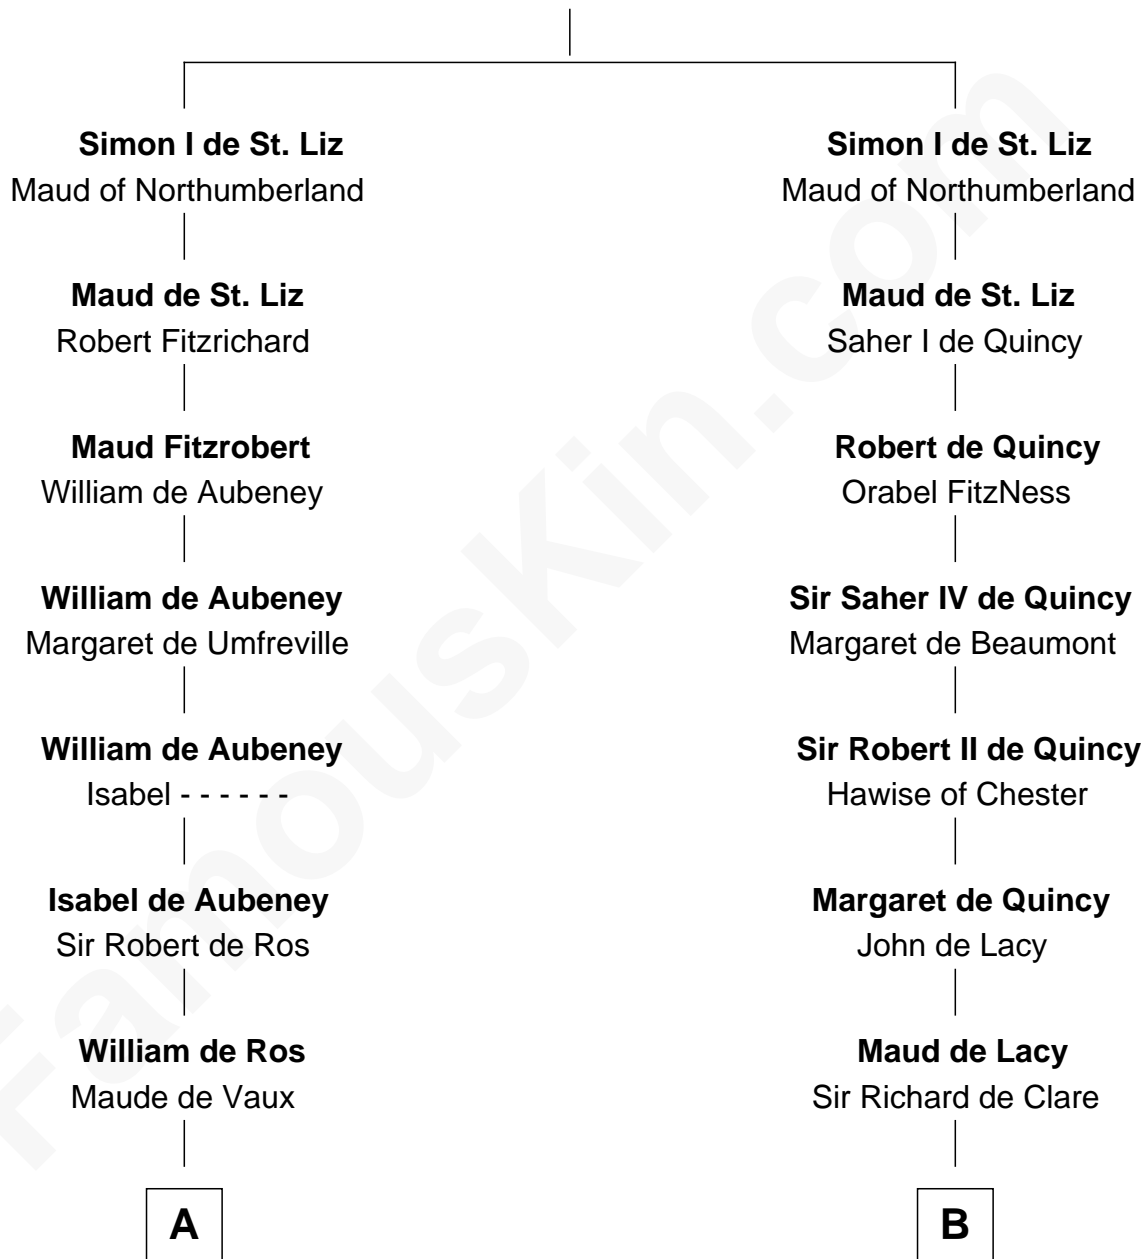 Simon I de St. Liz
Maud of Northumberland
Maud de St. Liz
Robert Fitzrichard
Maud Fitzrobert
William de Aubeney
William de Aubeney
Margaret de Umfreville
William de Aubeney
Isabel - - - - - -
Isabel de Aubeney
Sir Robert de Ros
William de Ros
Maude de Vaux
A
Simon I de St. Liz
Maud of Northumberland
Maud de St. Liz
Saher I de Quincy
Robert de Quincy
Orabel FitzNess
Sir Saher IV de Quincy
Margaret de Beaumont
Sir Robert II de Quincy
Hawise of Chester
Margaret de Quincy
John de Lacy
Maud de Lacy
Sir Richard de Clare
B
FamousKin.com